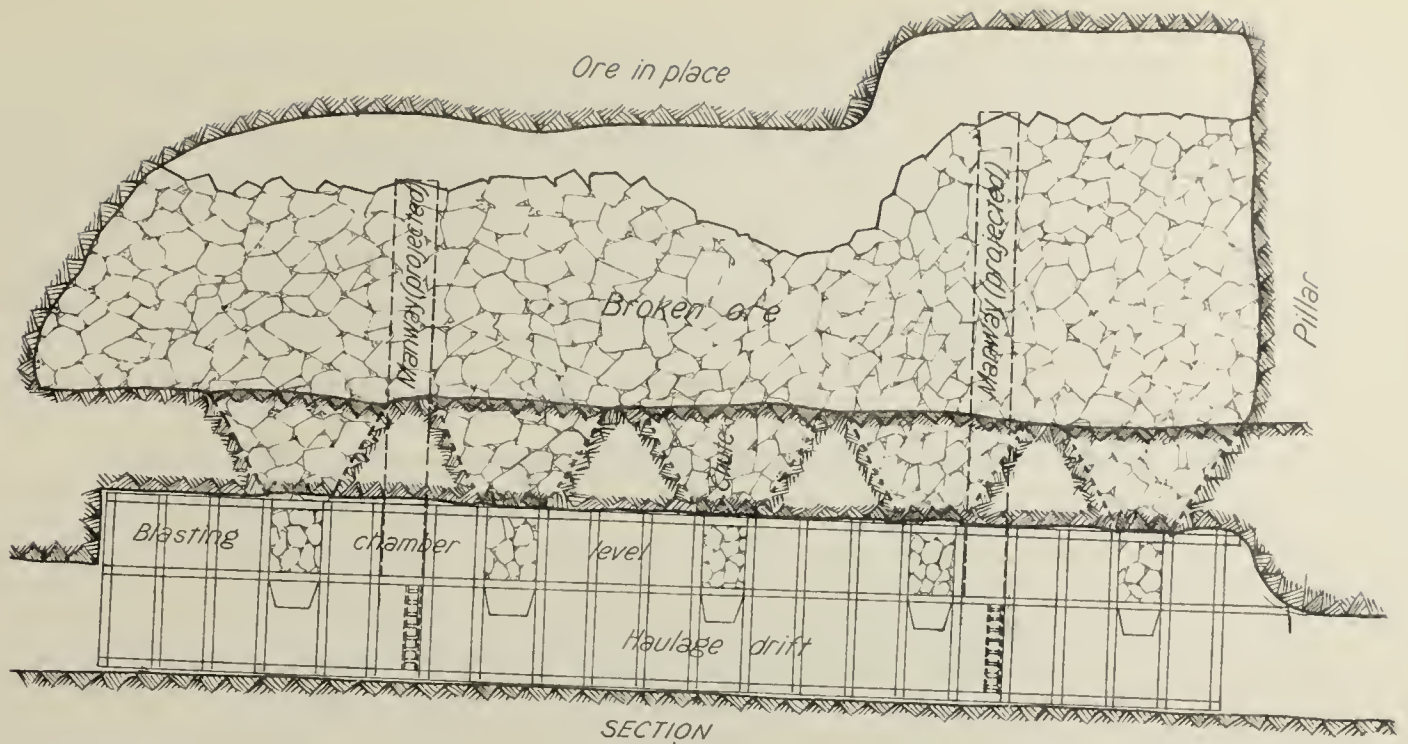 Ore in place
Manway (projected)
Manway (projected)
Broken ore
Pillar
Chute
Blasting chamber level
Haulage drift
SECTION